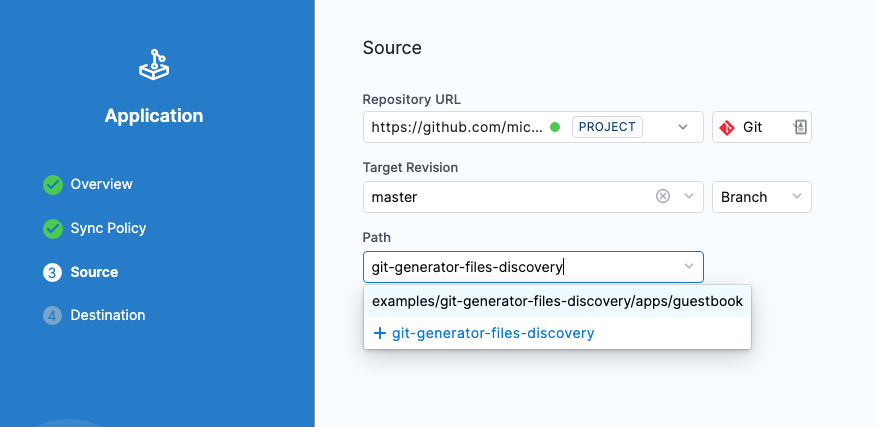 Application
Overview
Sync Policy
3 Source
4 Destination
Source
Repository URL
https://github.com/mic... PROJECT Git
Target Revision
master Branch
Path
git-generator-files-discovery
examples/git-generator-files-discovery/apps/guestbook
+ git-generator-files-discovery